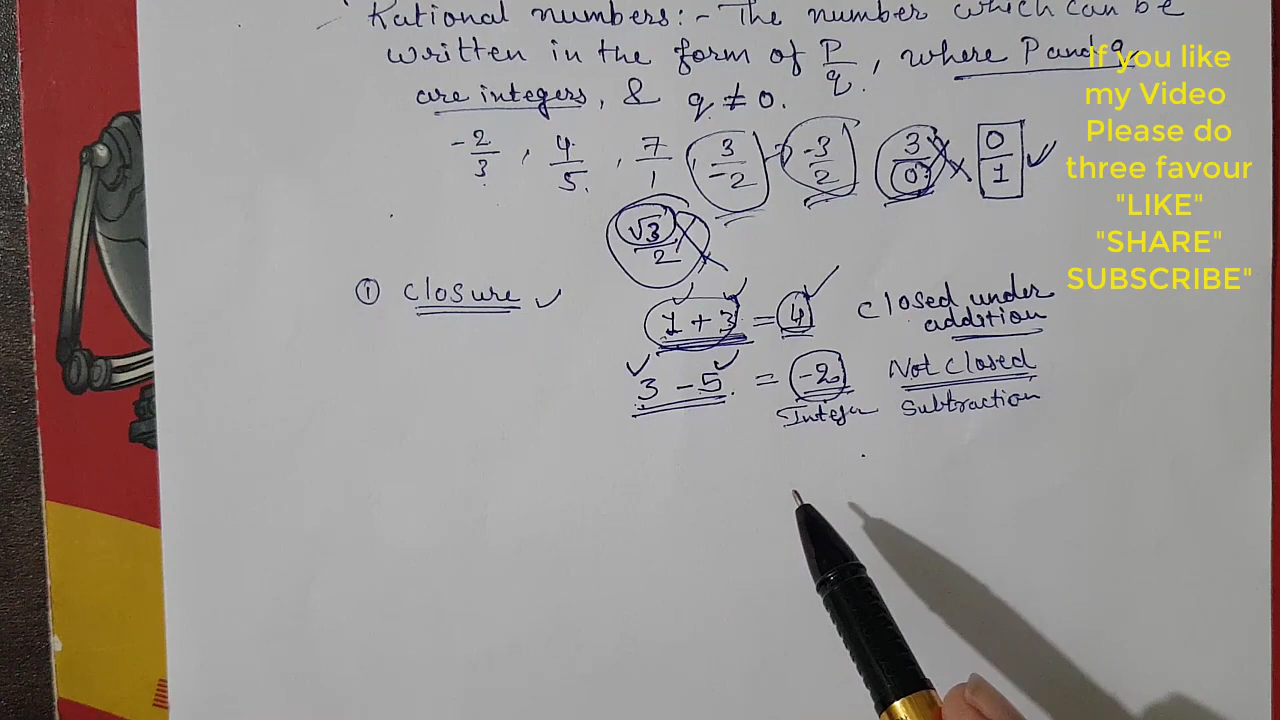 Rational numbers:- The number which can be
written in the form of P/q, where P and q
are integers, & q ≠ 0.
-2/3, 4/5, 7/1, 3/-2 → -3/2 3/0 0/1 ✓
√3/2
① closure ✓
1 + 3 = 4 closed under
addition
3 - 5 = -2 Not closed
Integer subtraction
If you like
my Video
Please do
three favour
"LIKE"
"SHARE"
SUBSCRIBE"